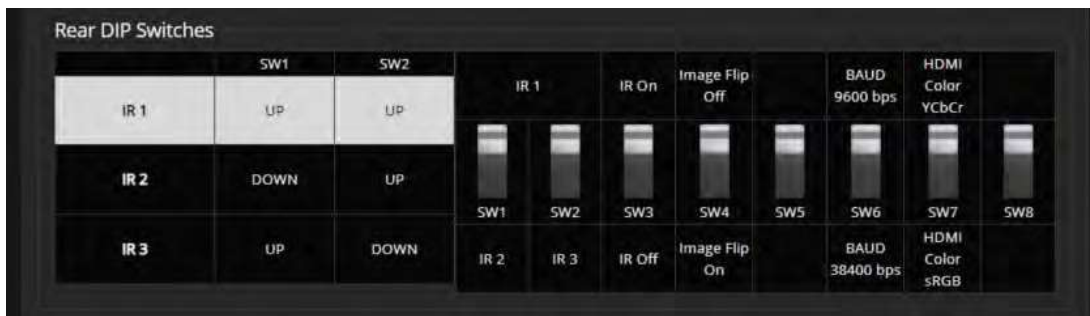 Rear DIP Switches
SW1 SW2
IR 1 UP UP
IR 2 DOWN UP
IR 3 UP DOWN
IR 1 IR On Image Flip Off BAUD 9600 bps HDMI Color YCbCr
SW1 SW2 SW3 SW4 SW5 SW6 SW7 SW8
IR 2 IR 3 IR Off Image Flip On BAUD 38400 bps HDMI Color sRGB